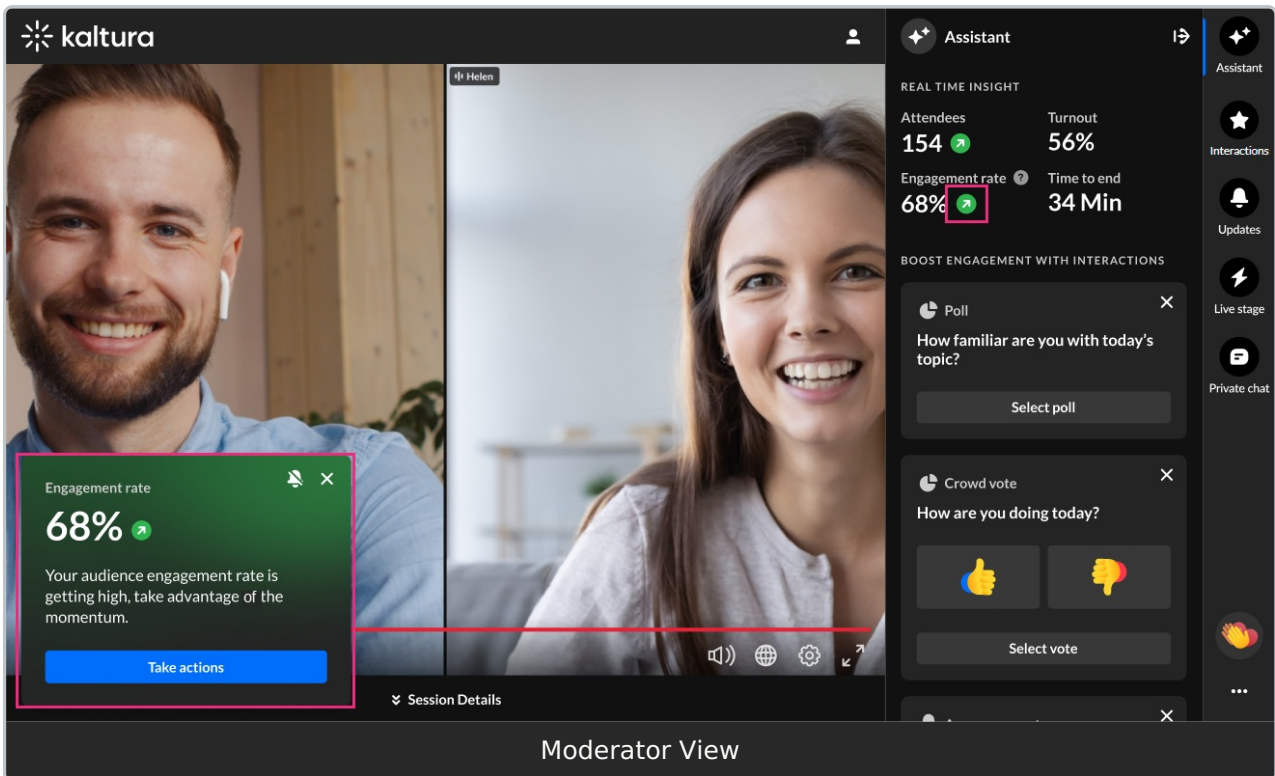 kaltura
Helen
Engagement rate
68%
Your audience engagement rate is
getting high, take advantage of the
momentum.
Take actions
Session Details
Assistant
REAL TIME INSIGHT
Attendees
154
Turnout
56%
Engagement rate ?
68%
Time to end
34 Min
BOOST ENGAGEMENT WITH INTERACTIONS
Poll
How familiar are you with today's
topic?
Select poll
Crowd vote
How are you doing today?
Select vote
Assistant
Interactions
Updates
Live stage
Private chat
Moderator View